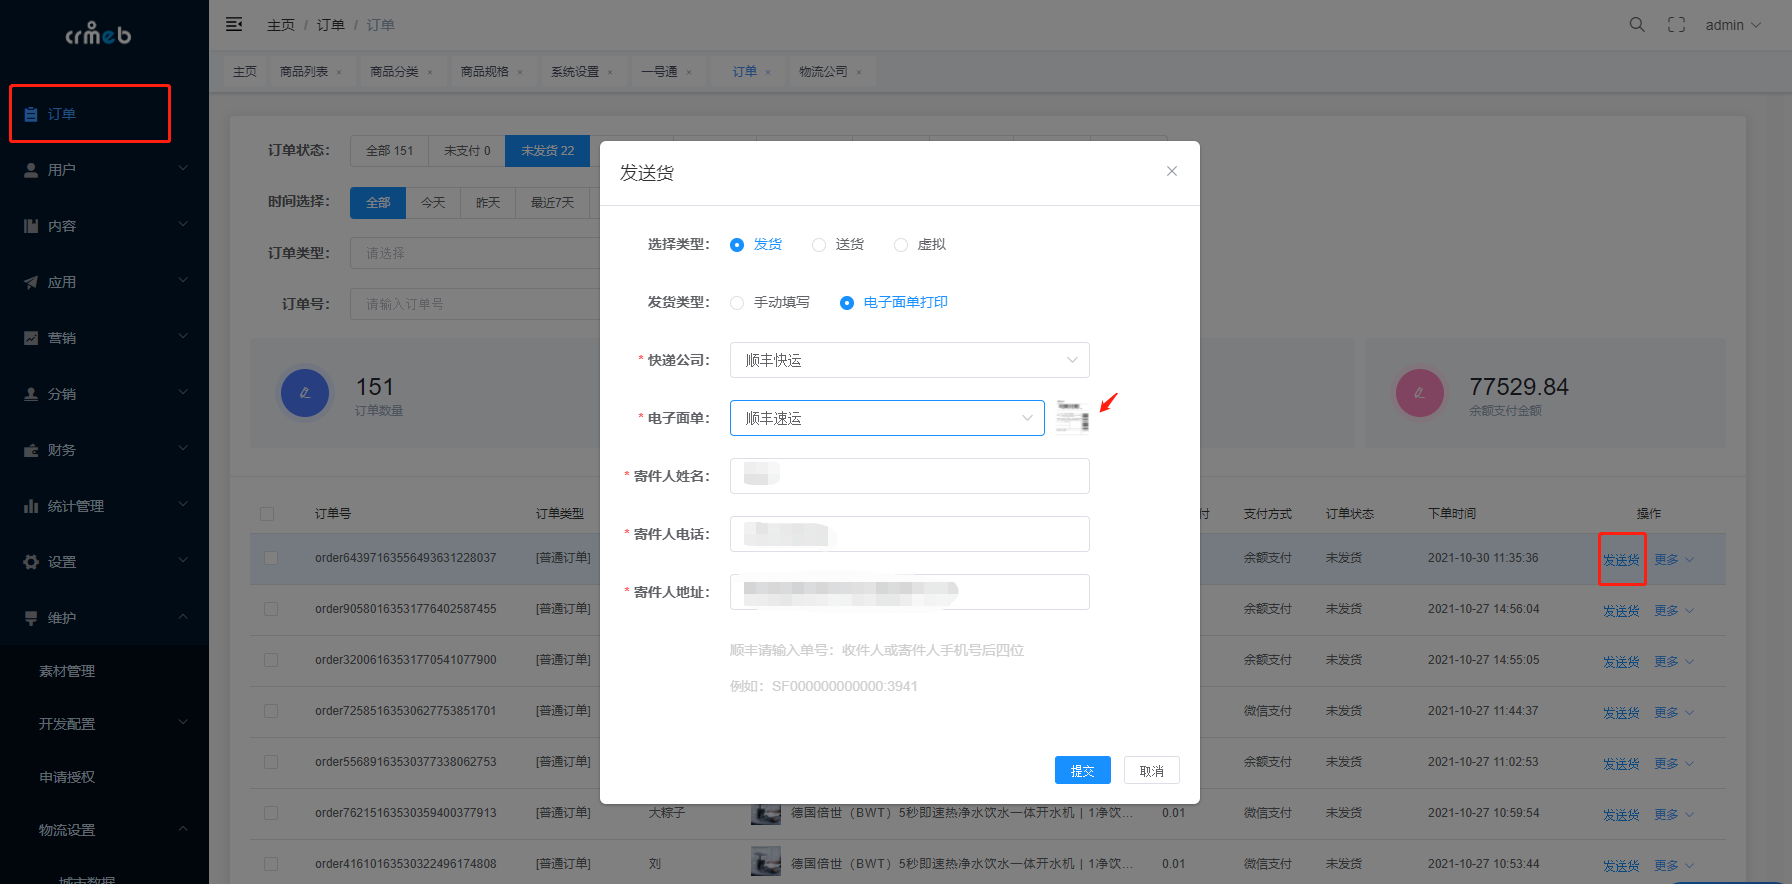 crmeb
主页 / 订单 / 订单
admin
主页 商品列表 × 商品分类 × 商品规格 × 系统设置 × 一号通 × 订单 × 物流公司 ×
订单
用户
内容
应用
营销
分销
财务
统计管理
设置
维护
素材管理
开发配置
申请授权
物流设置
城市数据
订单状态： 全部 151 未支付 0 未发货 22
时间选择： 全部 今天 昨天 最近7天
订单类型： 请选择
订单号： 请输入订单号
151
订单数量
77529.84
余额支付金额
发送货
选择类型： 发货 送货 虚拟
发货类型： 手动填写 电子面单打印
* 快递公司： 顺丰快运
* 电子面单： 顺丰速运
* 寄件人姓名：
* 寄件人电话：
* 寄件人地址：
顺丰请输入单号：收件人或寄件人手机号后四位
例如：SF000000000000:3941
提交 取消
订单号 订单类型 付 支付方式 订单状态 下单时间 操作
order64397163556493631228037 [普通订单] 余额支付 未发货 2021-10-30 11:35:36 发送货 更多
order90580163531776402587455 [普通订单] 余额支付 未发货 2021-10-27 14:56:04 发送货 更多
order32006163531770541077900 [普通订单] 余额支付 未发货 2021-10-27 14:55:05 发送货 更多
order72585163530627753851701 [普通订单] 微信支付 未发货 2021-10-27 11:44:37 发送货 更多
order55689163530377338062753 [普通订单] 余额支付 未发货 2021-10-27 11:02:53 发送货 更多
order76215163530359400377913 [普通订单] 大粽子 德国倍世（BWT）5秒即速热净水饮水一体开水机 | 1净饮... 0.01 微信支付 未发货 2021-10-27 10:59:54 发送货 更多
order41610163530322496174808 [普通订单] 刘 德国倍世（BWT）5秒即速热净水饮水一体开水机 | 1净饮... 0.01 微信支付 未发货 2021-10-27 10:53:44 发送货 更多